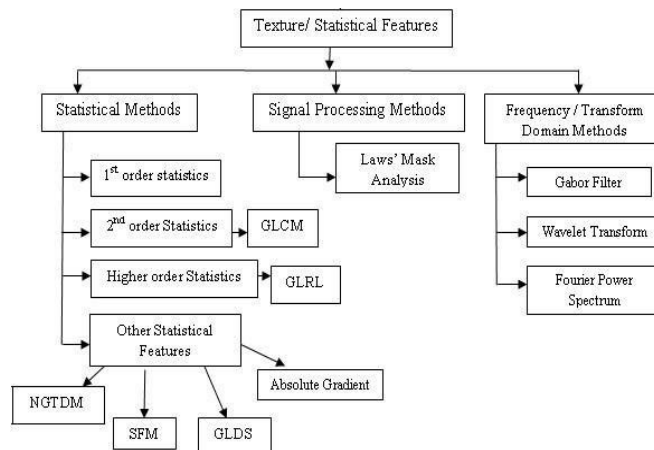 Texture/ Statistical Features
Statistical Methods
Signal Processing Methods
Frequency / Transform
Domain Methods
1st order statistics
2nd order Statistics
GLCM
Higher order Statistics
GLRL
Other Statistical
Features
Absolute Gradient
NGTDM
SFM
GLDS
Laws' Mask
Analysis
Gabor Filter
Wavelet Transform
Fourier Power
Spectrum